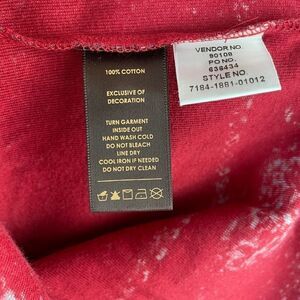 100% COTTON
EXCLUSIVE OF
DECORATION
TURN GARMENT
INSIDE OUT
HAND WASH COLD
DO NOT BLEACH
LINE DRY
COOL IRON IF NEEDED
DO NOT DRY CLEAN
VENDOR NO.
90108
PO NO.
636434
STYLE NO.
7184-1881-01012